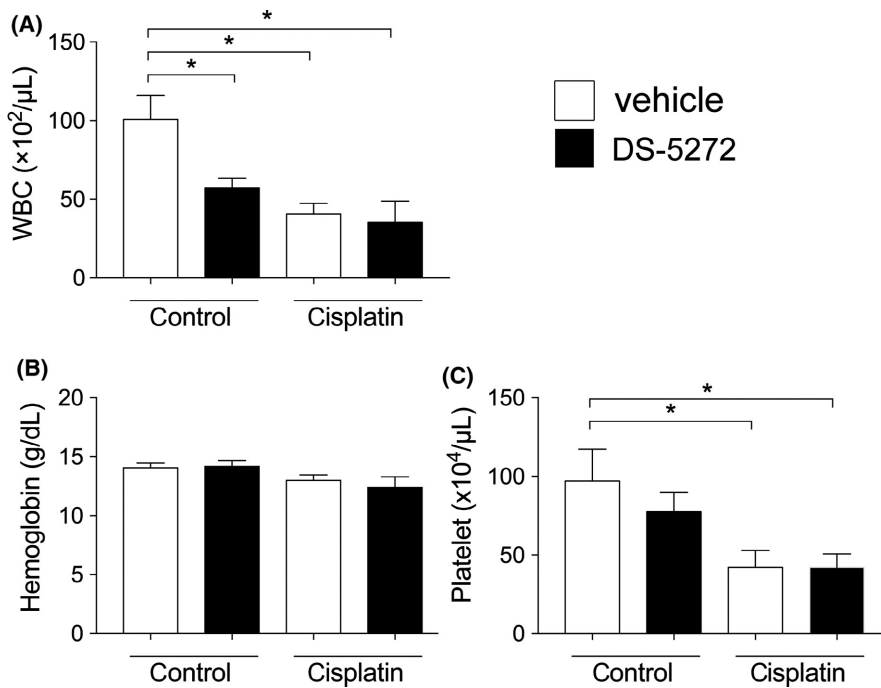 (A)
WBC (×10²/µL)
150
100
50
0
*
*
*
Control
Cisplatin
vehicle
DS-5272
(B)
Hemoglobin (g/dL)
20
15
10
5
0
Control
Cisplatin
(C)
Platelet (x10⁴/µL)
150
100
50
0
*
*
Control
Cisplatin